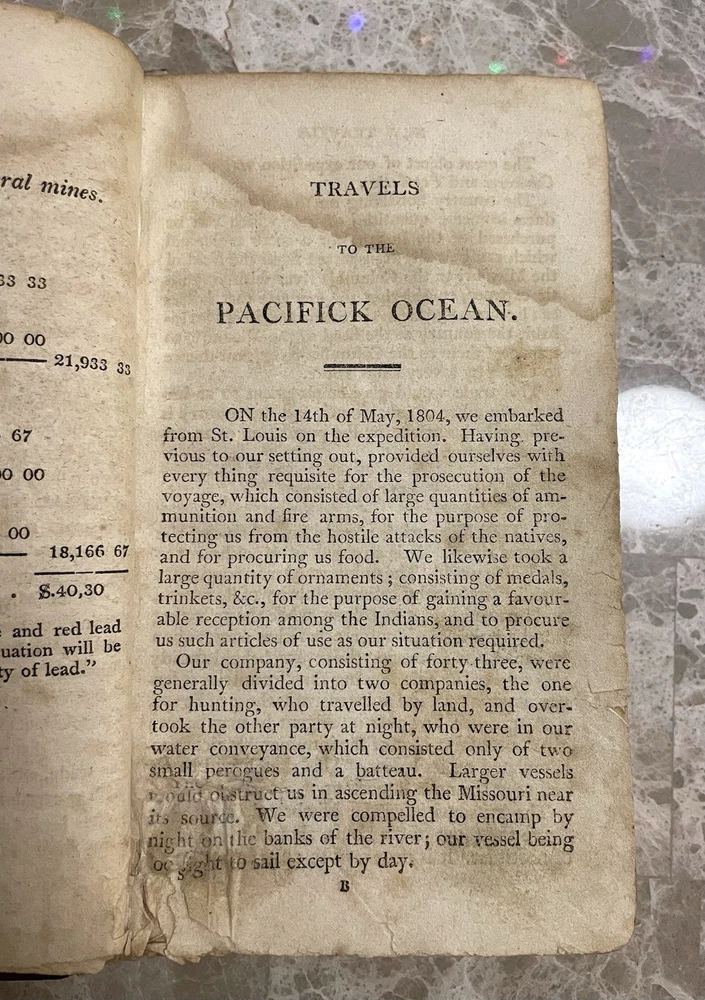 ral mines.
33 33
00 00
21,933 33
67
00 00
00
18,166 67
. $.40,30
and red lead
uation will be
ty of lead.”
TRAVELS
TO THE
PACIFICK OCEAN.
ON the 14th of May, 1804, we embarked
from St. Louis on the expedition. Having pre-
vious to our setting out, provided ourselves with
every thing requisite for the prosecution of the
voyage, which consisted of large quantities of am-
munition and fire arms, for the purpose of pro-
tecting us from the hostile attacks of the natives,
and for procuring us food. We likewise took a
large quantity of ornaments ; consisting of medals,
trinkets, &c., for the purpose of gaining a favour-
able reception among the Indians, and to procure
us such articles of use as our situation required.
Our company, consisting of forty-three, were
generally divided into two companies, the one
for hunting, who travelled by land, and over-
took the other party at night, who were in our
water conveyance, which consisted only of two
small perogues and a batteau. Larger vessels
would obstruct us in ascending the Missouri near
its source. We were compelled to encamp by
night on the banks of the river; our vessel being
to sail except by day.
B